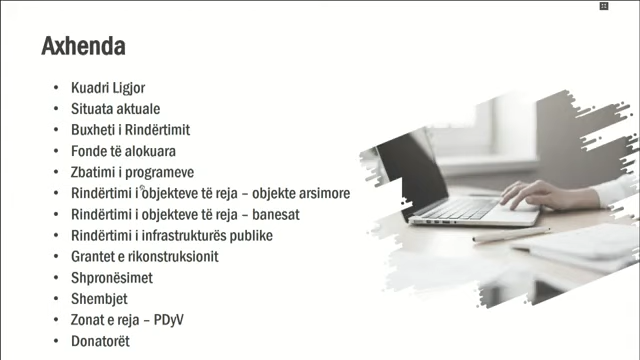 Axhenda
• Kuadri Ligjor
• Situata aktuale
• Buxheti i Rindërtimit
• Fonde të alokuara
• Zbatimi i programeve
• Rindërtimi i objekteve të reja – objekte arsimore
• Rindërtimi i objekteve të reja – banesat
• Rindërtimi i infrastrukturës publike
• Grantet e rikonstruksionit
• Shpronësimet
• Shembjet
• Zonat e reja – PDyV
• Donatorët